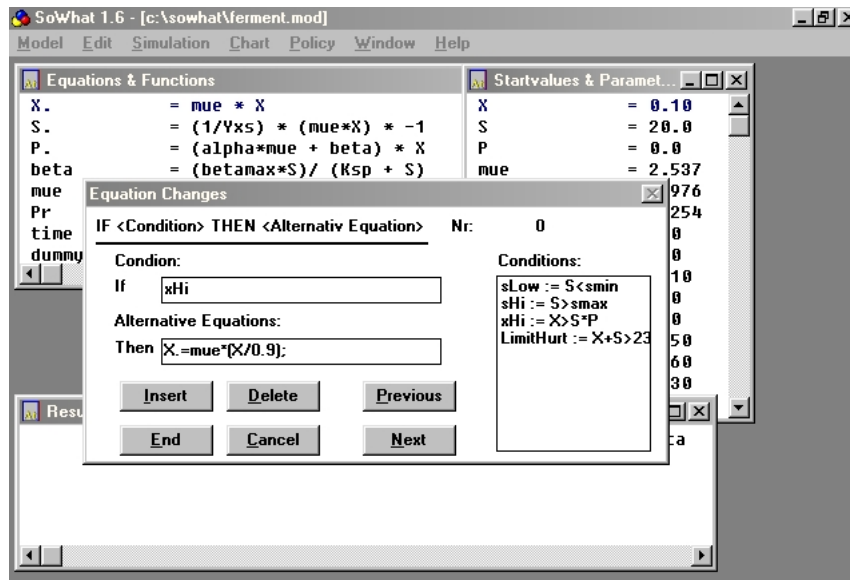 SoWhat 1.6 - [c:\sowhat\ferment.mod]
Model Edit Simulation Chart Policy Window Help
Equations & Functions
X. = mue * X
S. = (1/Yxs) * (mue*X) * -1
P. = (alpha*mue + beta) * X
beta = (betamax*S)/ (Ksp + S)
mue
Pr
time
dummy
Startvalues & Paramet...
X = 0.10
S = 20.0
P = 0.0
mue = 2.537
976
254
0
0
10
0
0
50
60
30
Equation Changes
IF <Condition> THEN <Alternativ Equation> Nr: 0
Condion:
If xHi
Alternative Equations:
Then X.=mue*(X/0.9);
Conditions:
sLow := S<smin
sHi := S>smax
xHi := X>S*P
LimitHurt := X+S>23
Insert Delete Previous
End Cancel Next
Resu
ta